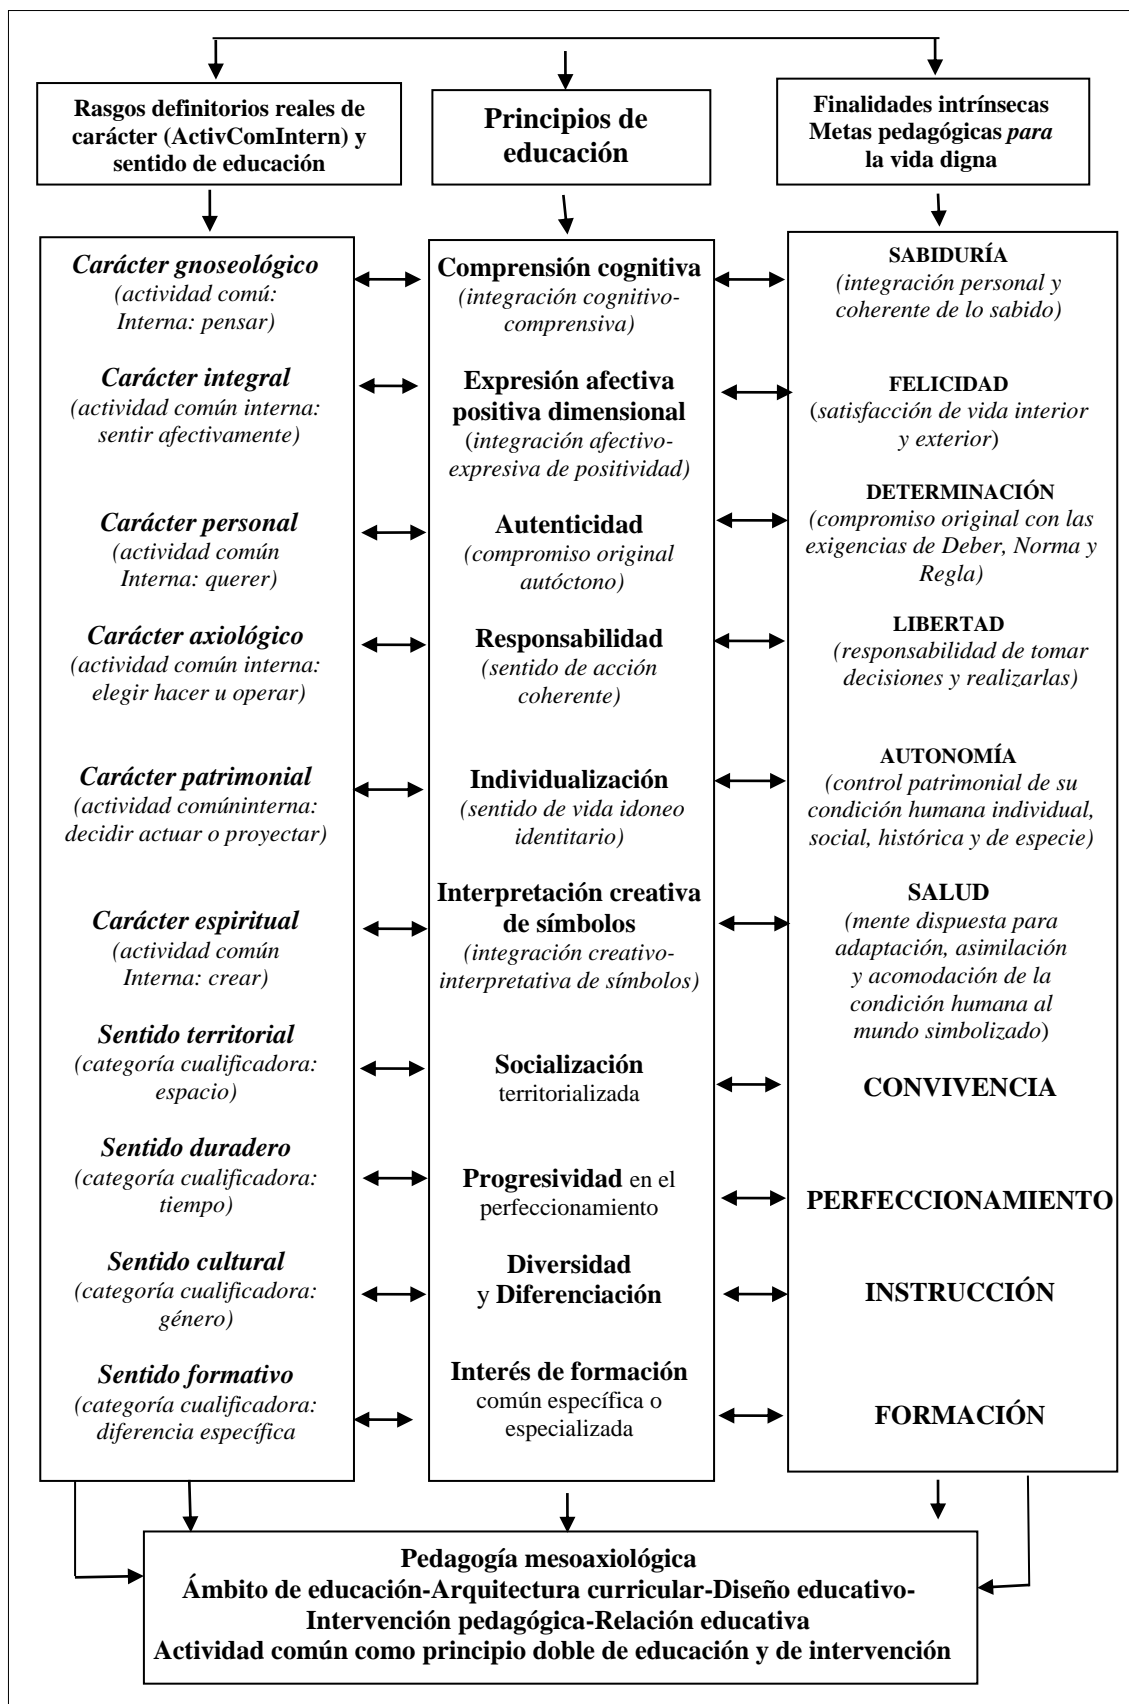 Rasgos definitorios reales de
carácter (ActivComIntern) y
sentido de educación
Principios de
educación
Finalidades intrínsecas
Metas pedagógicas para
la vida digna
Carácter gnoseológico
(actividad comú:
Interna: pensar)
Carácter integral
(actividad común interna:
sentir afectivamente)
Carácter personal
(actividad común
Interna: querer)
Carácter axiológico
(actividad común interna:
elegir hacer u operar)
Carácter patrimonial
(actividad comúninterna:
decidir actuar o proyectar)
Carácter espiritual
(actividad común
Interna: crear)
Sentido territorial
(categoría cualificadora:
espacio)
Sentido duradero
(categoría cualificadora:
tiempo)
Sentido cultural
(categoría cualificadora:
género)
Sentido formativo
(categoría cualificadora:
diferencia específica
Comprensión cognitiva
(integración cognitivo-
comprensiva)
Expresión afectiva
positiva dimensional
(integración afectivo-
expresiva de positividad)
Autenticidad
(compromiso original
autóctono)
Responsabilidad
(sentido de acción
coherente)
Individualización
(sentido de vida idoneo
identitario)
Interpretación creativa
de símbolos
(integración creativo-
interpretativa de símbolos)
Socialización
territorializada
Progresividad en el
perfeccionamiento
Diversidad
y Diferenciación
Interés de formación
común específica o
especializada
SABIDURÍA
(integración personal y
coherente de lo sabido)
FELICIDAD
(satisfacción de vida interior
y exterior)
DETERMINACIÓN
(compromiso original con las
exigencias de Deber, Norma y
Regla)
LIBERTAD
(responsabilidad de tomar
decisiones y realizarlas)
AUTONOMÍA
(control patrimonial de su
condición humana individual,
social, histórica y de especie)
SALUD
(mente dispuesta para
adaptación, asimilación
y acomodación de la
condición humana al
mundo simbolizado)
CONVIVENCIA
PERFECCIONAMIENTO
INSTRUCCIÓN
FORMACIÓN
Pedagogía mesoaxiológica
Ámbito de educación-Arquitectura curricular-Diseño educativo-
Intervención pedagógica-Relación educativa
Actividad común como principio doble de educación y de intervención